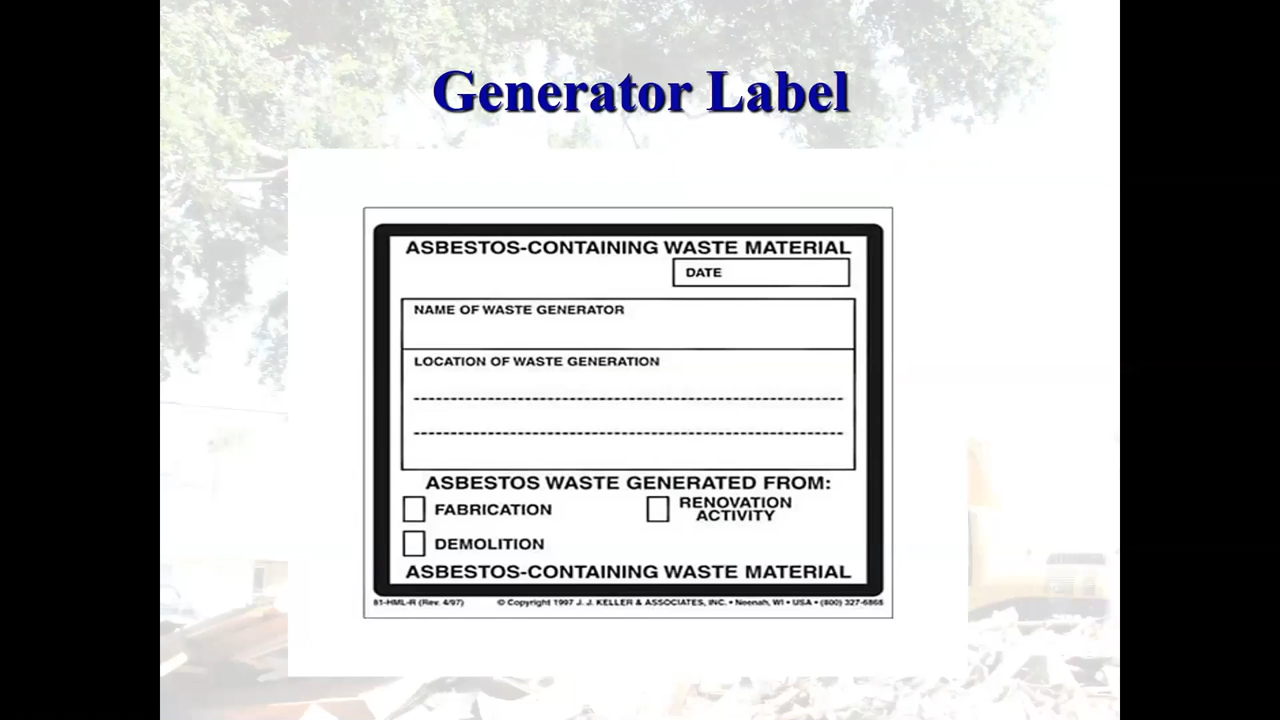 Generator Label
ASBESTOS-CONTAINING WASTE MATERIAL
DATE
NAME OF WASTE GENERATOR
LOCATION OF WASTE GENERATION
ASBESTOS WASTE GENERATED FROM:
FABRICATION
RENOVATION
ACTIVITY
DEMOLITION
ASBESTOS-CONTAINING WASTE MATERIAL
81-HML-R (Rev. 4/97) © Copyright 1997 J. J. KELLER & ASSOCIATES, INC. • Neenah, WI • USA • (800) 327-6868